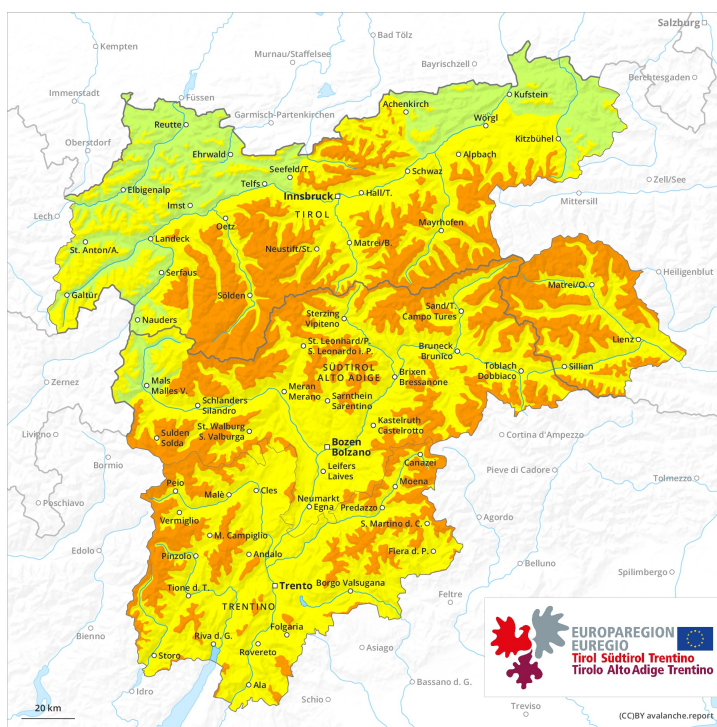 Salzburg
Kempten
Bad Tölz
Murnau/Staffelsee
Bayrischzell
Berchtesgaden
Immenstadt
Füssen
Achenkirch
Kufstein
Garmisch-Partenkirchen
Reutte
Wörgl
Oberstdorf
Ehrwald
Kitzbühel
Seefeld/T.
Alpbach
Telfs
Schwaz
Zell/See
Elbigenalp
Innsbruck
Hall/T.
Mittersill
Imst
TIROL
Lech
Oetz
Mayrhofen
St. Anton/A.
Landeck
Neustift/St.
Matrei/B.
Serfaus
Heiligenblut
Matrei/O.
Galtür
Sölden
Nauders
Sterzing
Vipiteno
Sand/T.
Campo Tures
Lienz
St. Leonhard/P.
S. Leonardo i. P.
Bruneck
Brunico
SÜDTIROL
ALTO ADIGE
Toblach
Dobbiaco
Sillian
Zernez
Mals
Malles V.
Meran
Merano
Brixen
Bressanone
Schlanders
Silandro
Sarnthein
Sarentino
Livigno
St. Walburg
S. Valburga
Kastelruth
Castelrotto
Cortina d'Ampezzo
Sulden
Solda
Bozen
Bolzano
Bormio
Canazei
Pieve di Cadore
Leifers
Laives
Tolmezzo
Peio
Moena
Poschiavo
Malè
Cles
Neumarkt
Egna
Predazzo
Vermiglio
Agordo
S. Martino d. C.
M. Campiglio
Edolo
Pinzolo
Andalo
Fiera d. P.
Belluno
Spilimbergo
Tione d. T.
Trento
Borgo Valsugana
Feltre
TRENTINO
Bienno
Folgaria
Riva d. G.
Rovereto
Asiago
Storo
Bassano d. G.
Ala
Idro
Schio
Treviso
20 km
EUROPAREGION
EUREGIO
Tirol Südtirol Trentino
Tirolo Alto Adige Trentino
(CC)BY avalanche.report